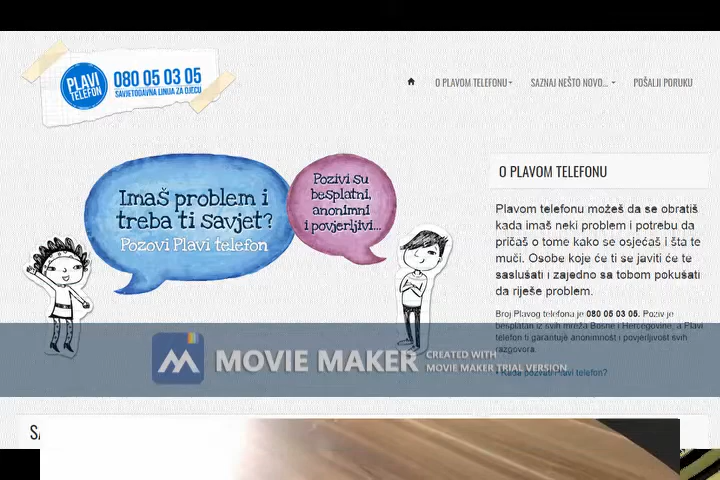 PLAVI
TELEFON
080 05 03 05
SAVJETODAVNA LINIJA ZA DJECU
O PLAVOM TELEFONU
SAZNAJ NEŠTO NOVO...
POŠALJI PORUKU
Imaš problem i
treba ti savjet?
Pozovi Plavi telefon
Pozivi su
besplatni,
anonimni
i povjerljivi...
O PLAVOM TELEFONU
Plavom telefonu možeš da se obratiš
kada imaš neki problem i potrebu da
pričaš o tome kako se osjećaš i šta te
muči. Osobe koje će ti se javiti će te
saslušati i zajedno sa tobom pokušati
da riješe problem.
Broj Plavog telefona je 080 05 03 05. Poziv je
besplatan iz svih mreža Bosne i Hercegovine, a Plavi
telefon ti garantuje anonimnost i povjerljivost svih
razgovora.
Kada pozvati Plavi telefon?
MOVIE MAKER
CREATED WITH
MOVIE MAKER TRIAL VERSION